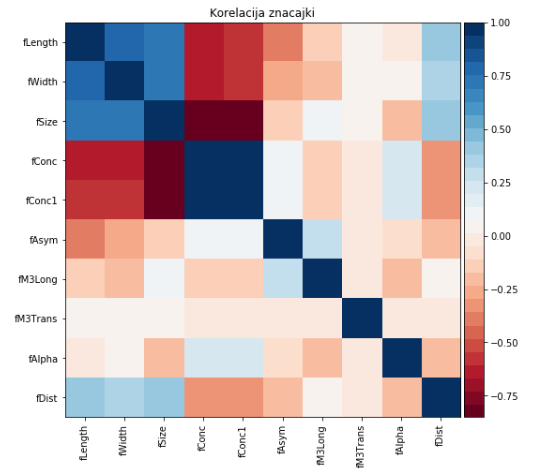 Korelacija znacajki
fLength
fWidth
fSize
fConc
fConc1
fAsym
fM3Long
fM3Trans
fAlpha
fDist
fLength
fWidth
fSize
fConc
fConc1
fAsym
fM3Long
fM3Trans
fAlpha
fDist
1.00
0.75
0.50
0.25
0.00
−0.25
−0.50
−0.75